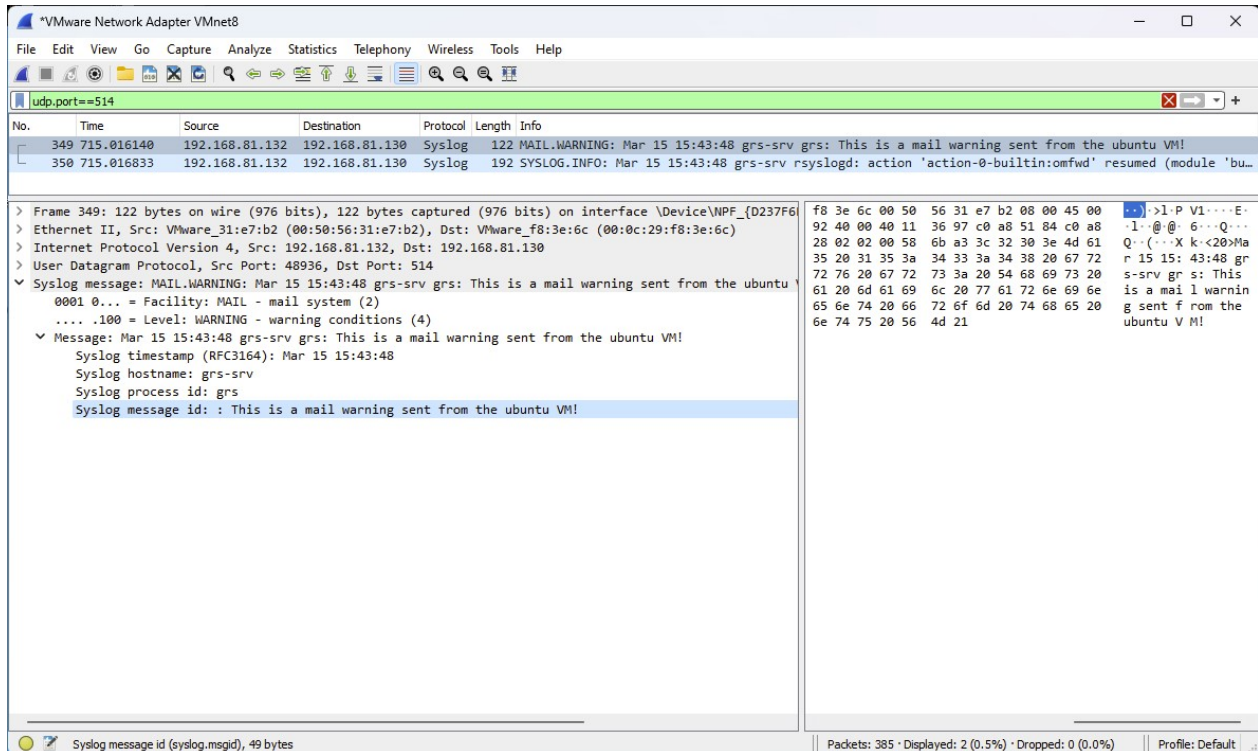 *VMware Network Adapter VMnet8
File Edit View Go Capture Analyze Statistics Telephony Wireless Tools Help
udp.port==514
No. Time Source Destination Protocol Length Info
349 715.016140 192.168.81.132 192.168.81.130 Syslog 122 MAIL.WARNING: Mar 15 15:43:48 grs-srv grs: This is a mail warning sent from the ubuntu VM!
350 715.016833 192.168.81.132 192.168.81.130 Syslog 192 SYSLOG.INFO: Mar 15 15:43:48 grs-srv rsyslogd: action 'action-0-builtin:omfwd' resumed (module 'bu…
> Frame 349: 122 bytes on wire (976 bits), 122 bytes captured (976 bits) on interface \Device\NPF_{D237F6
> Ethernet II, Src: VMware_31:e7:b2 (00:50:56:31:e7:b2), Dst: VMware_f8:3e:6c (00:0c:29:f8:3e:6c)
> Internet Protocol Version 4, Src: 192.168.81.132, Dst: 192.168.81.130
> User Datagram Protocol, Src Port: 48936, Dst Port: 514
Syslog message: MAIL.WARNING: Mar 15 15:43:48 grs-srv grs: This is a mail warning sent from the ubuntu
0001 0... = Facility: MAIL - mail system (2)
.... .100 = Level: WARNING - warning conditions (4)
Message: Mar 15 15:43:48 grs-srv grs: This is a mail warning sent from the ubuntu VM!
Syslog timestamp (RFC3164): Mar 15 15:43:48
Syslog hostname: grs-srv
Syslog process id: grs
Syslog message id: : This is a mail warning sent from the ubuntu VM!
f8 3e 6c 00 50 56 31 e7 b2 08 00 45 00 ··)·>l·P V1····E·
92 40 00 40 11 36 97 c0 a8 51 84 c0 a8 ·l··@·@· 6···Q···
28 02 02 00 58 6b a3 3c 32 30 3e 4d 61 Q··(···X k·<20>Ma
35 20 31 35 3a 34 33 3a 34 38 20 67 72 r 15 15: 43:48 gr
72 76 20 67 72 73 3a 20 54 68 69 73 20 s-srv gr s: This
61 20 6d 61 69 6c 20 77 61 72 6e 69 6e is a mai l warnin
65 6e 74 20 66 72 6f 6d 20 74 68 65 20 g sent f rom the
6e 74 75 20 56 4d 21 ubuntu V M!
Syslog message id (syslog.msgid), 49 bytes
Packets: 385 · Displayed: 2 (0.5%) · Dropped: 0 (0.0%)
Profile: Default